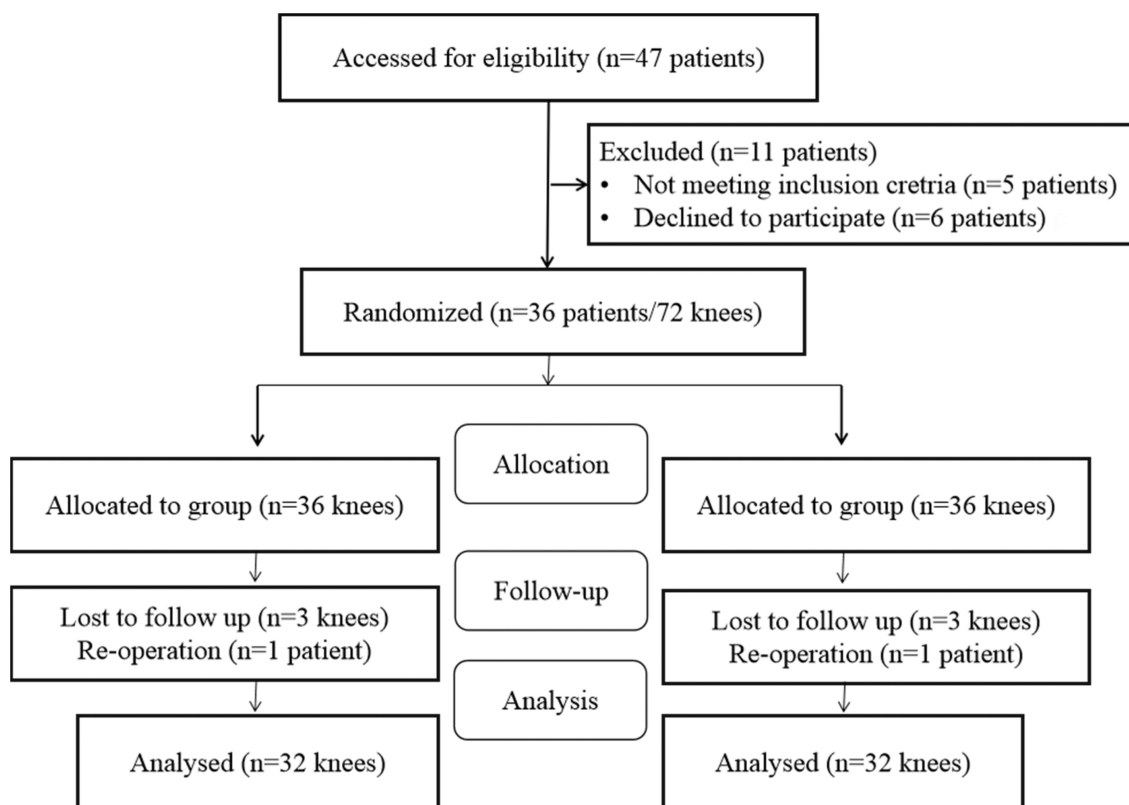 Accessed for eligibility (n=47 patients)
Excluded (n=11 patients)
• Not meeting inclusion cretria (n=5 patients)
• Declined to participate (n=6 patients)
Randomized (n=36 patients/72 knees)
Allocation
Allocated to group (n=36 knees)
Allocated to group (n=36 knees)
Follow-up
Lost to follow up (n=3 knees)
Re-operation (n=1 patient)
Lost to follow up (n=3 knees)
Re-operation (n=1 patient)
Analysis
Analysed (n=32 knees)
Analysed (n=32 knees)